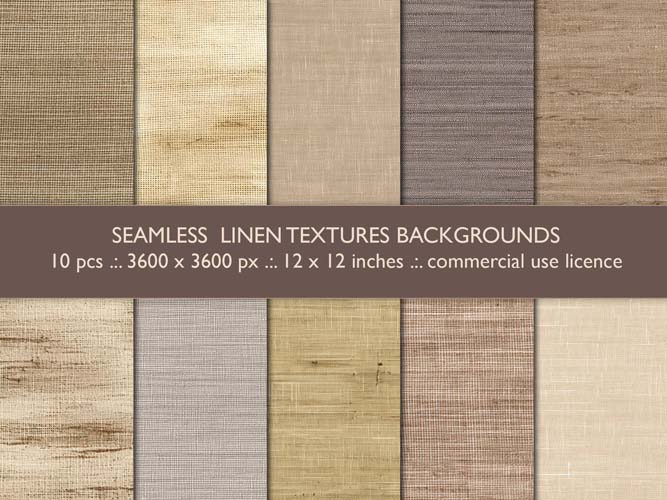 SEAMLESS LINEN TEXTURES BACKGROUNDS
10 pcs .:. 3600 x 3600 px .:. 12 x 12 inches .:. commercial use licence